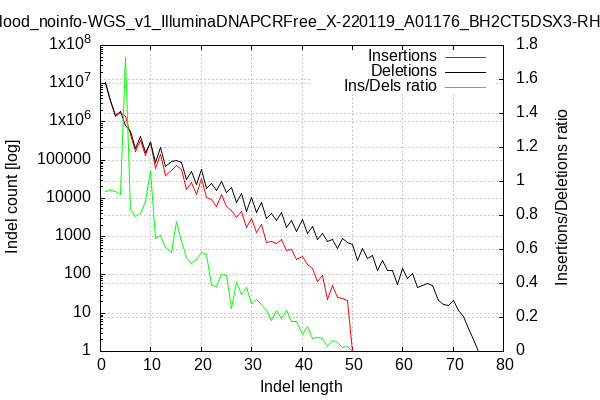 lood_noinfo-WGS_v1_IlluminaDNAPCRFree_X-220119_A01176_BH2CT5DSX3-RH
Insertions
Deletions
Ins/Dels ratio
Indel count [log]
1x10^8
1x10^7
1x10^6
100000
10000
1000
100
10
1
1.8
1.6
1.4
1.2
1
0.8
0.6
0.4
0.2
0
Insertions/Deletions ratio
0 10 20 30 40 50 60 70 80
Indel length